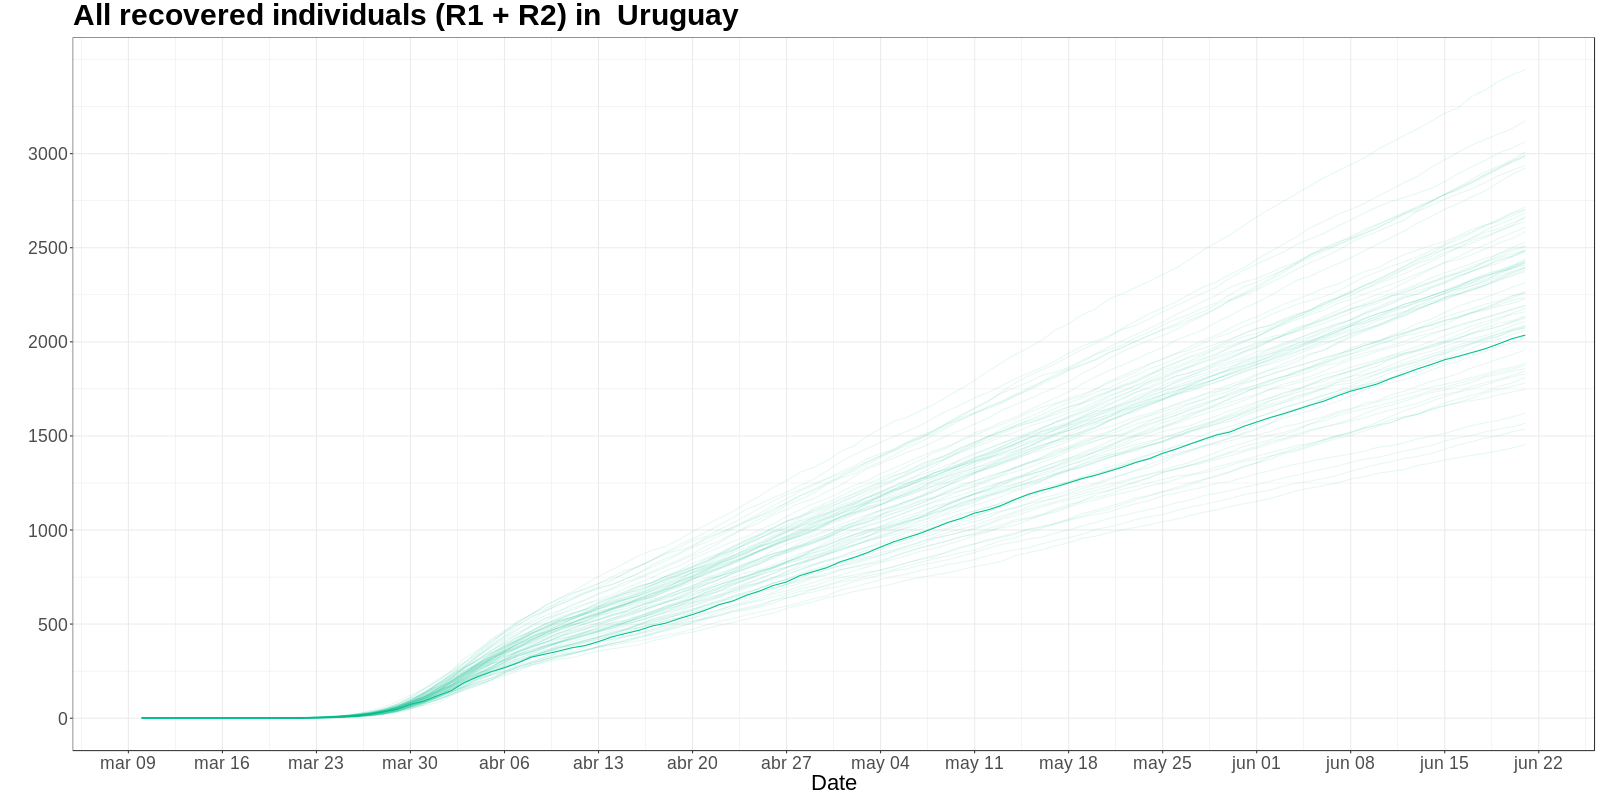 All recovered individuals (R1 + R2) in  Uruguay
3000
2500
2000
1500
1000
500
0
mar 09 mar 16 mar 23 mar 30 abr 06 abr 13 abr 20 abr 27 may 04 may 11 may 18 may 25 jun 01 jun 08 jun 15 jun 22
Date